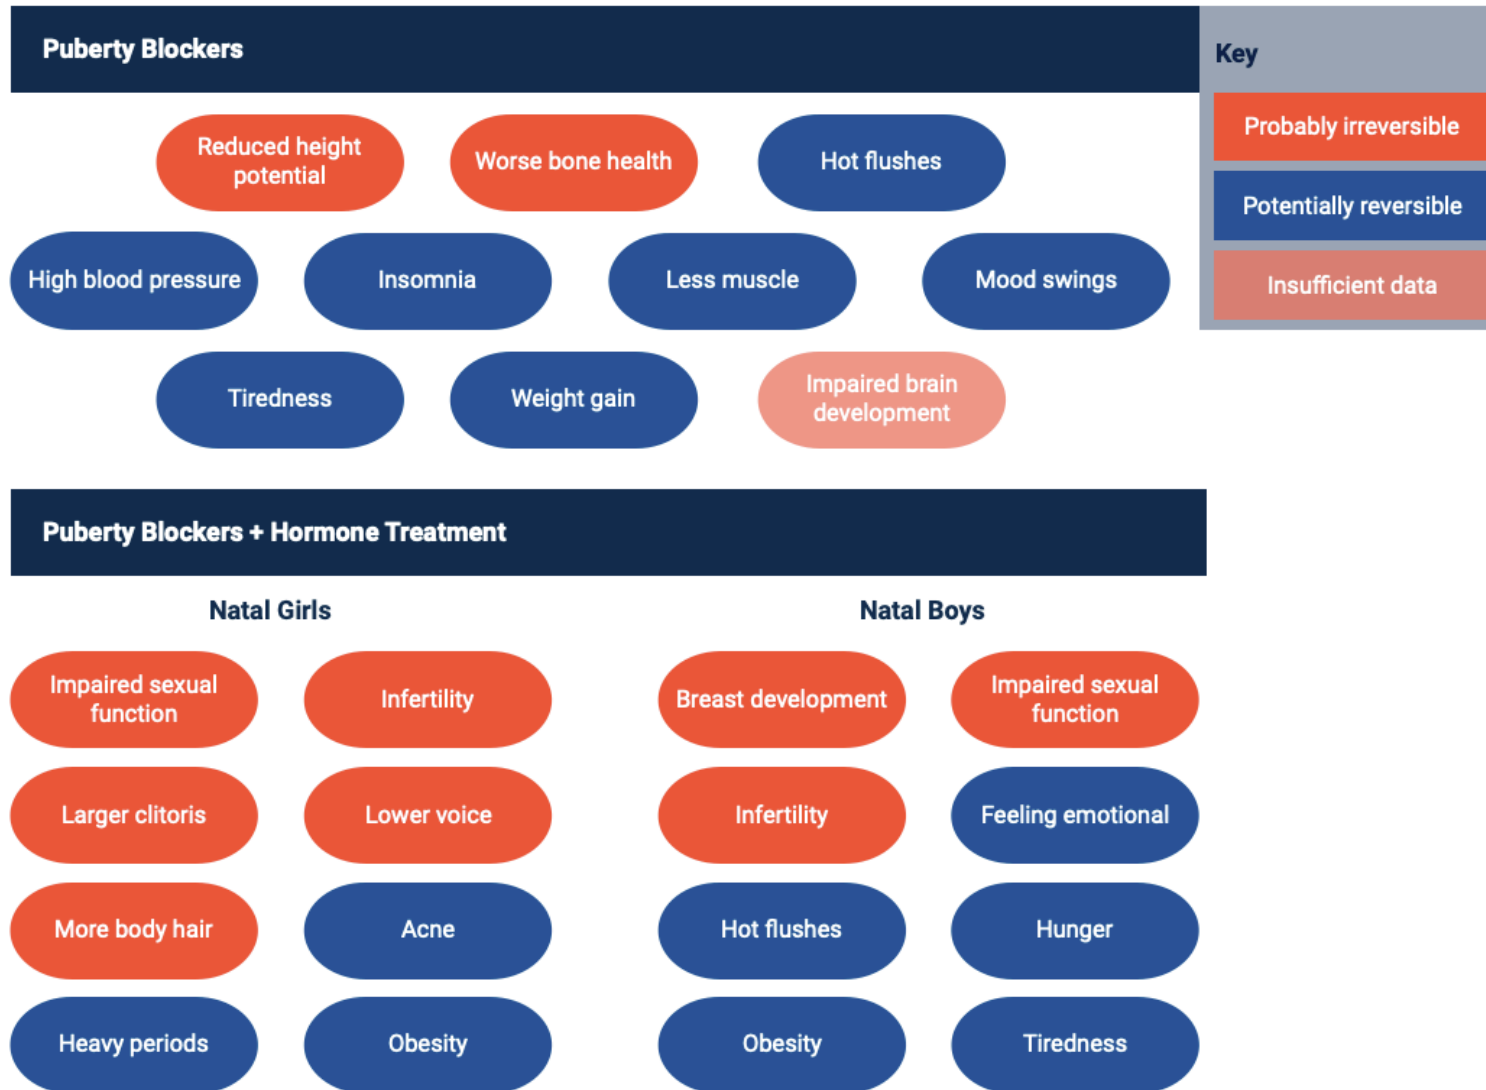 Puberty Blockers
Key
Probably irreversible
Potentially reversible
Insufficient data
Reduced height
potential
Worse bone health
Hot flushes
High blood pressure
Insomnia
Less muscle
Mood swings
Tiredness
Weight gain
Impaired brain
development
Puberty Blockers + Hormone Treatment
Natal Girls
Natal Boys
Impaired sexual
function
Infertility
Breast development
Impaired sexual
function
Larger clitoris
Lower voice
Infertility
Feeling emotional
More body hair
Acne
Hot flushes
Hunger
Heavy periods
Obesity
Obesity
Tiredness